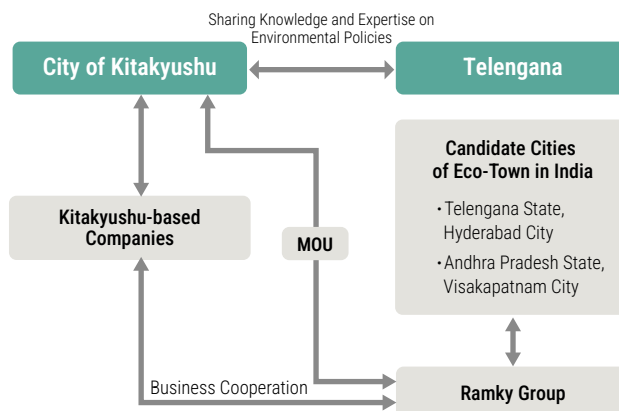 Sharing Knowledge and Expertise on
Environmental Policies
City of Kitakyushu
Telengana
Candidate Cities
of Eco-Town in India
・Telengana State,
Hyderabad City
・Andhra Pradesh State,
Visakapatnam City
Kitakyushu-based
Companies
MOU
Business Cooperation
Ramky Group